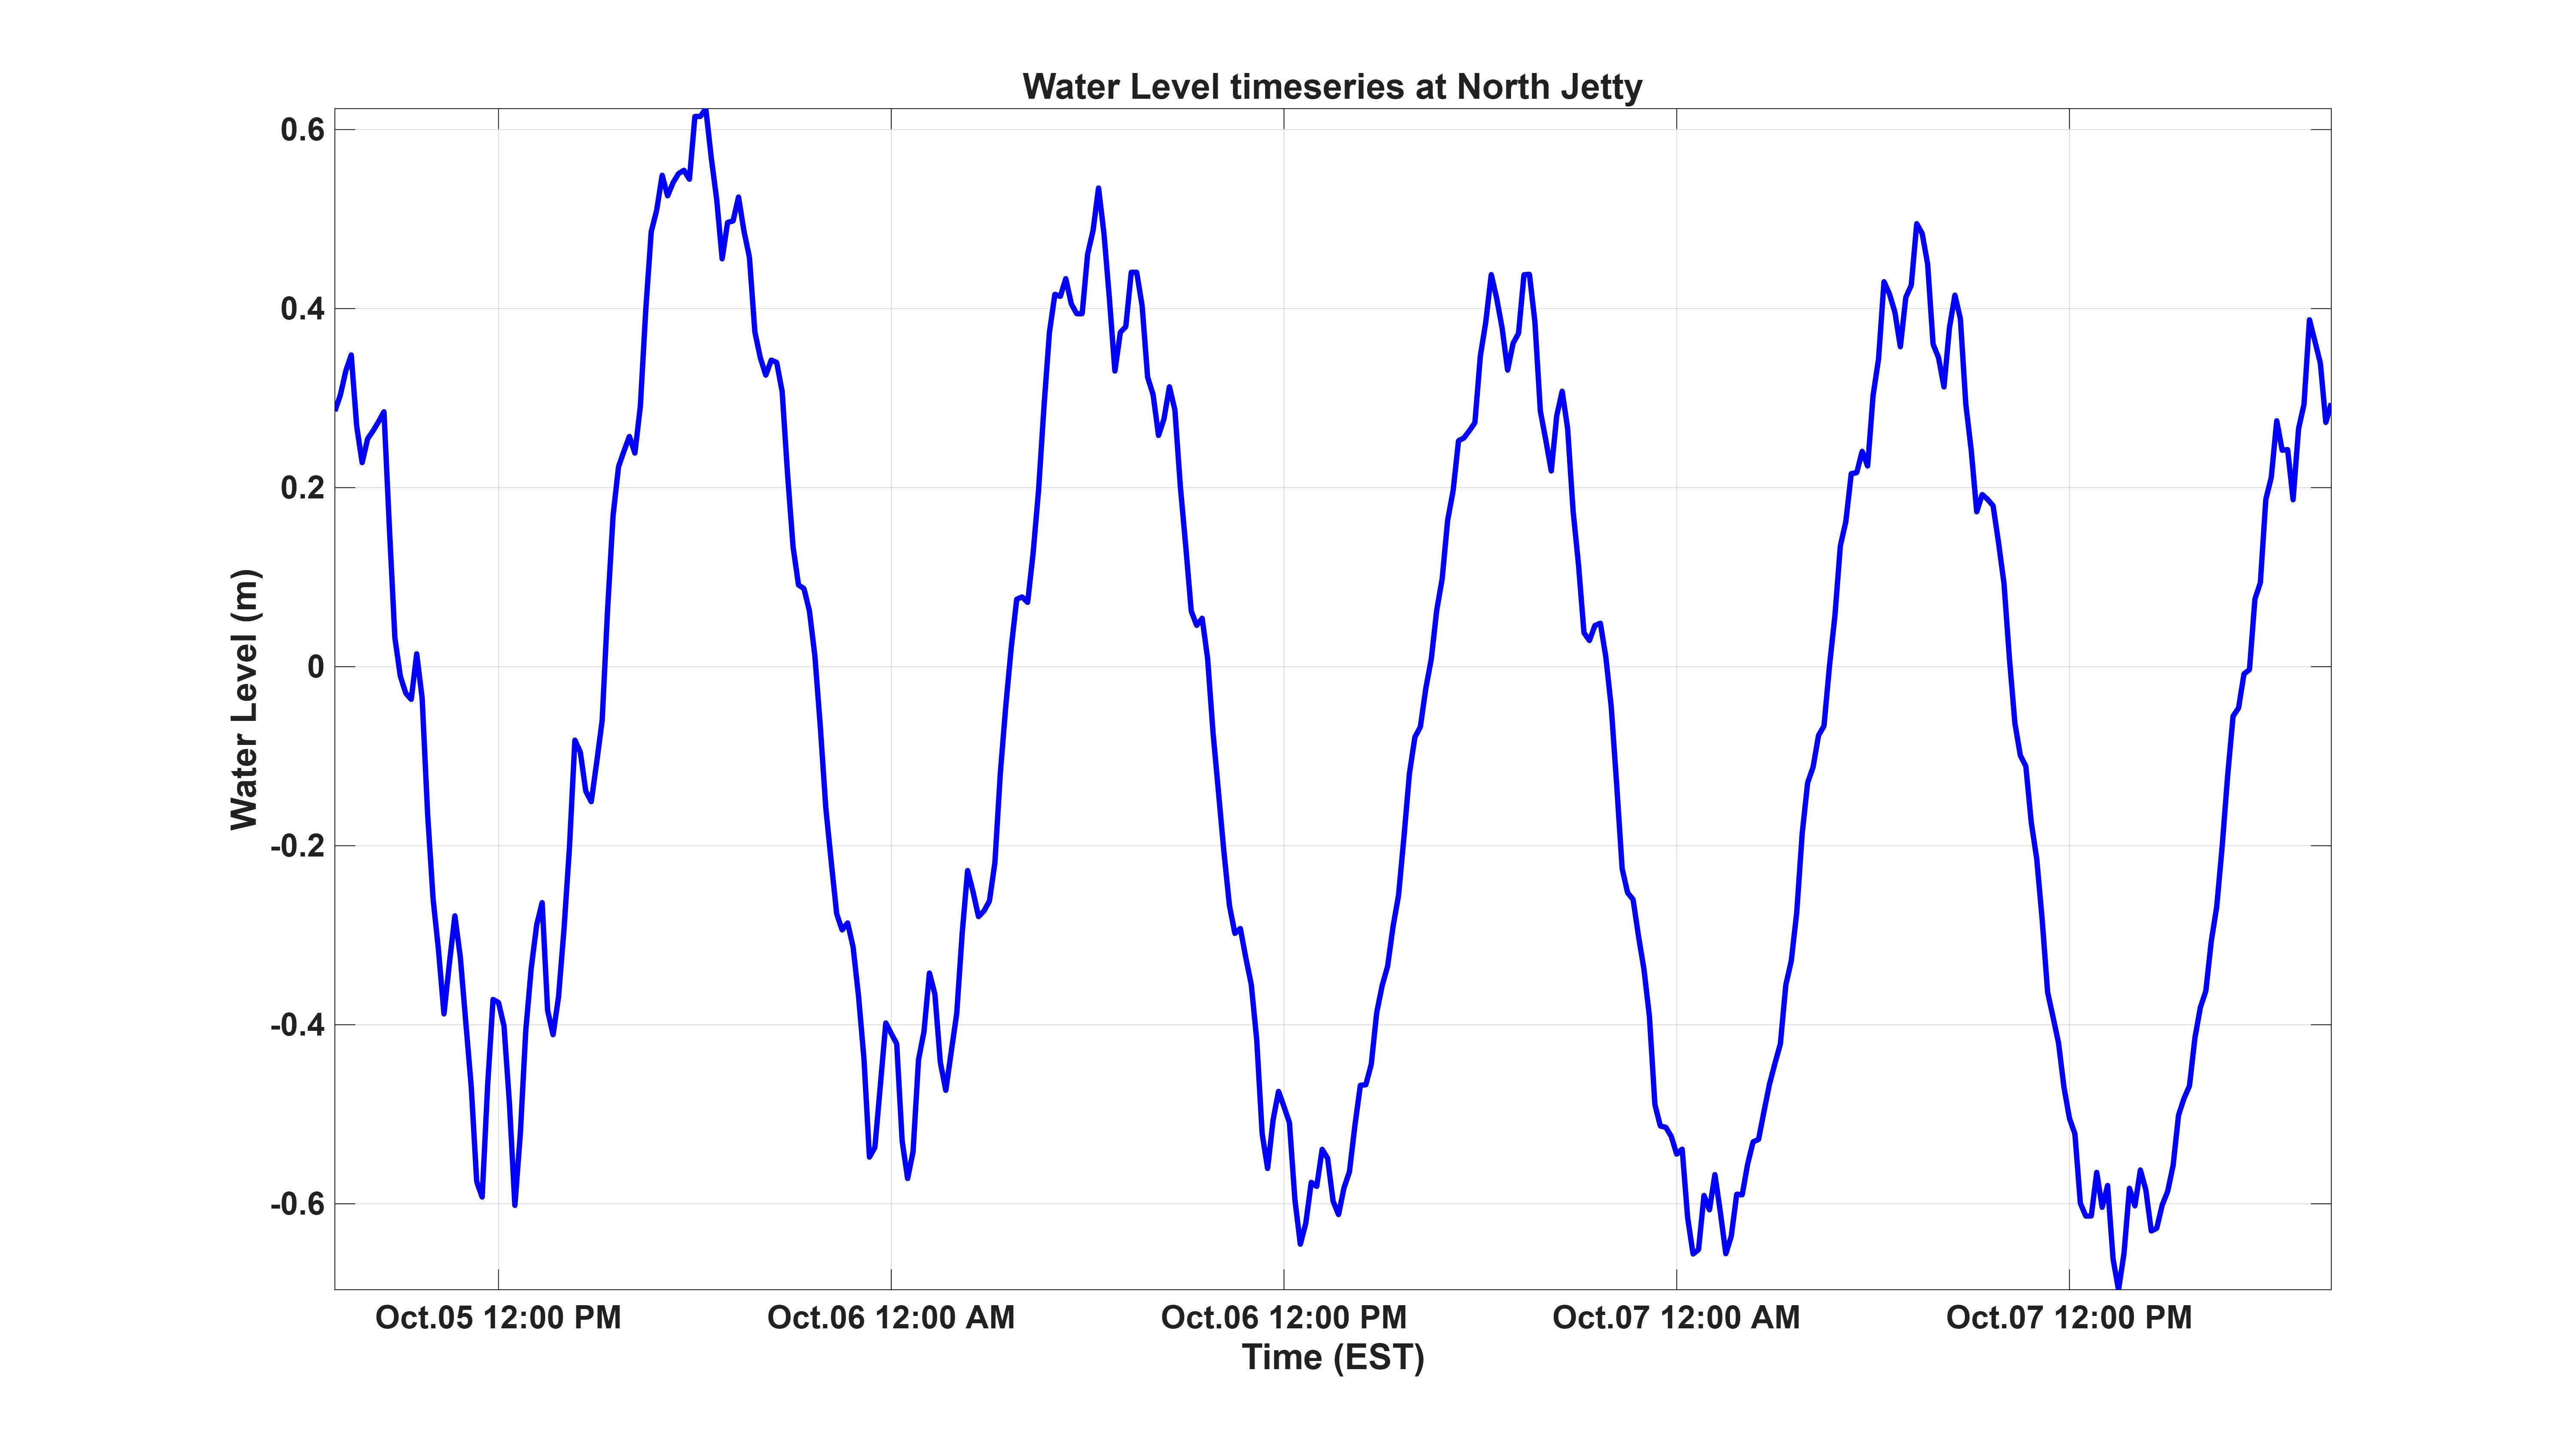 Water Level timeseries at North Jetty
0.6
0.4
0.2
0
-0.2
-0.4
-0.6
Water Level (m)
Oct.05 12:00 PM
Oct.06 12:00 AM
Oct.06 12:00 PM
Oct.07 12:00 AM
Oct.07 12:00 PM
Time (EST)